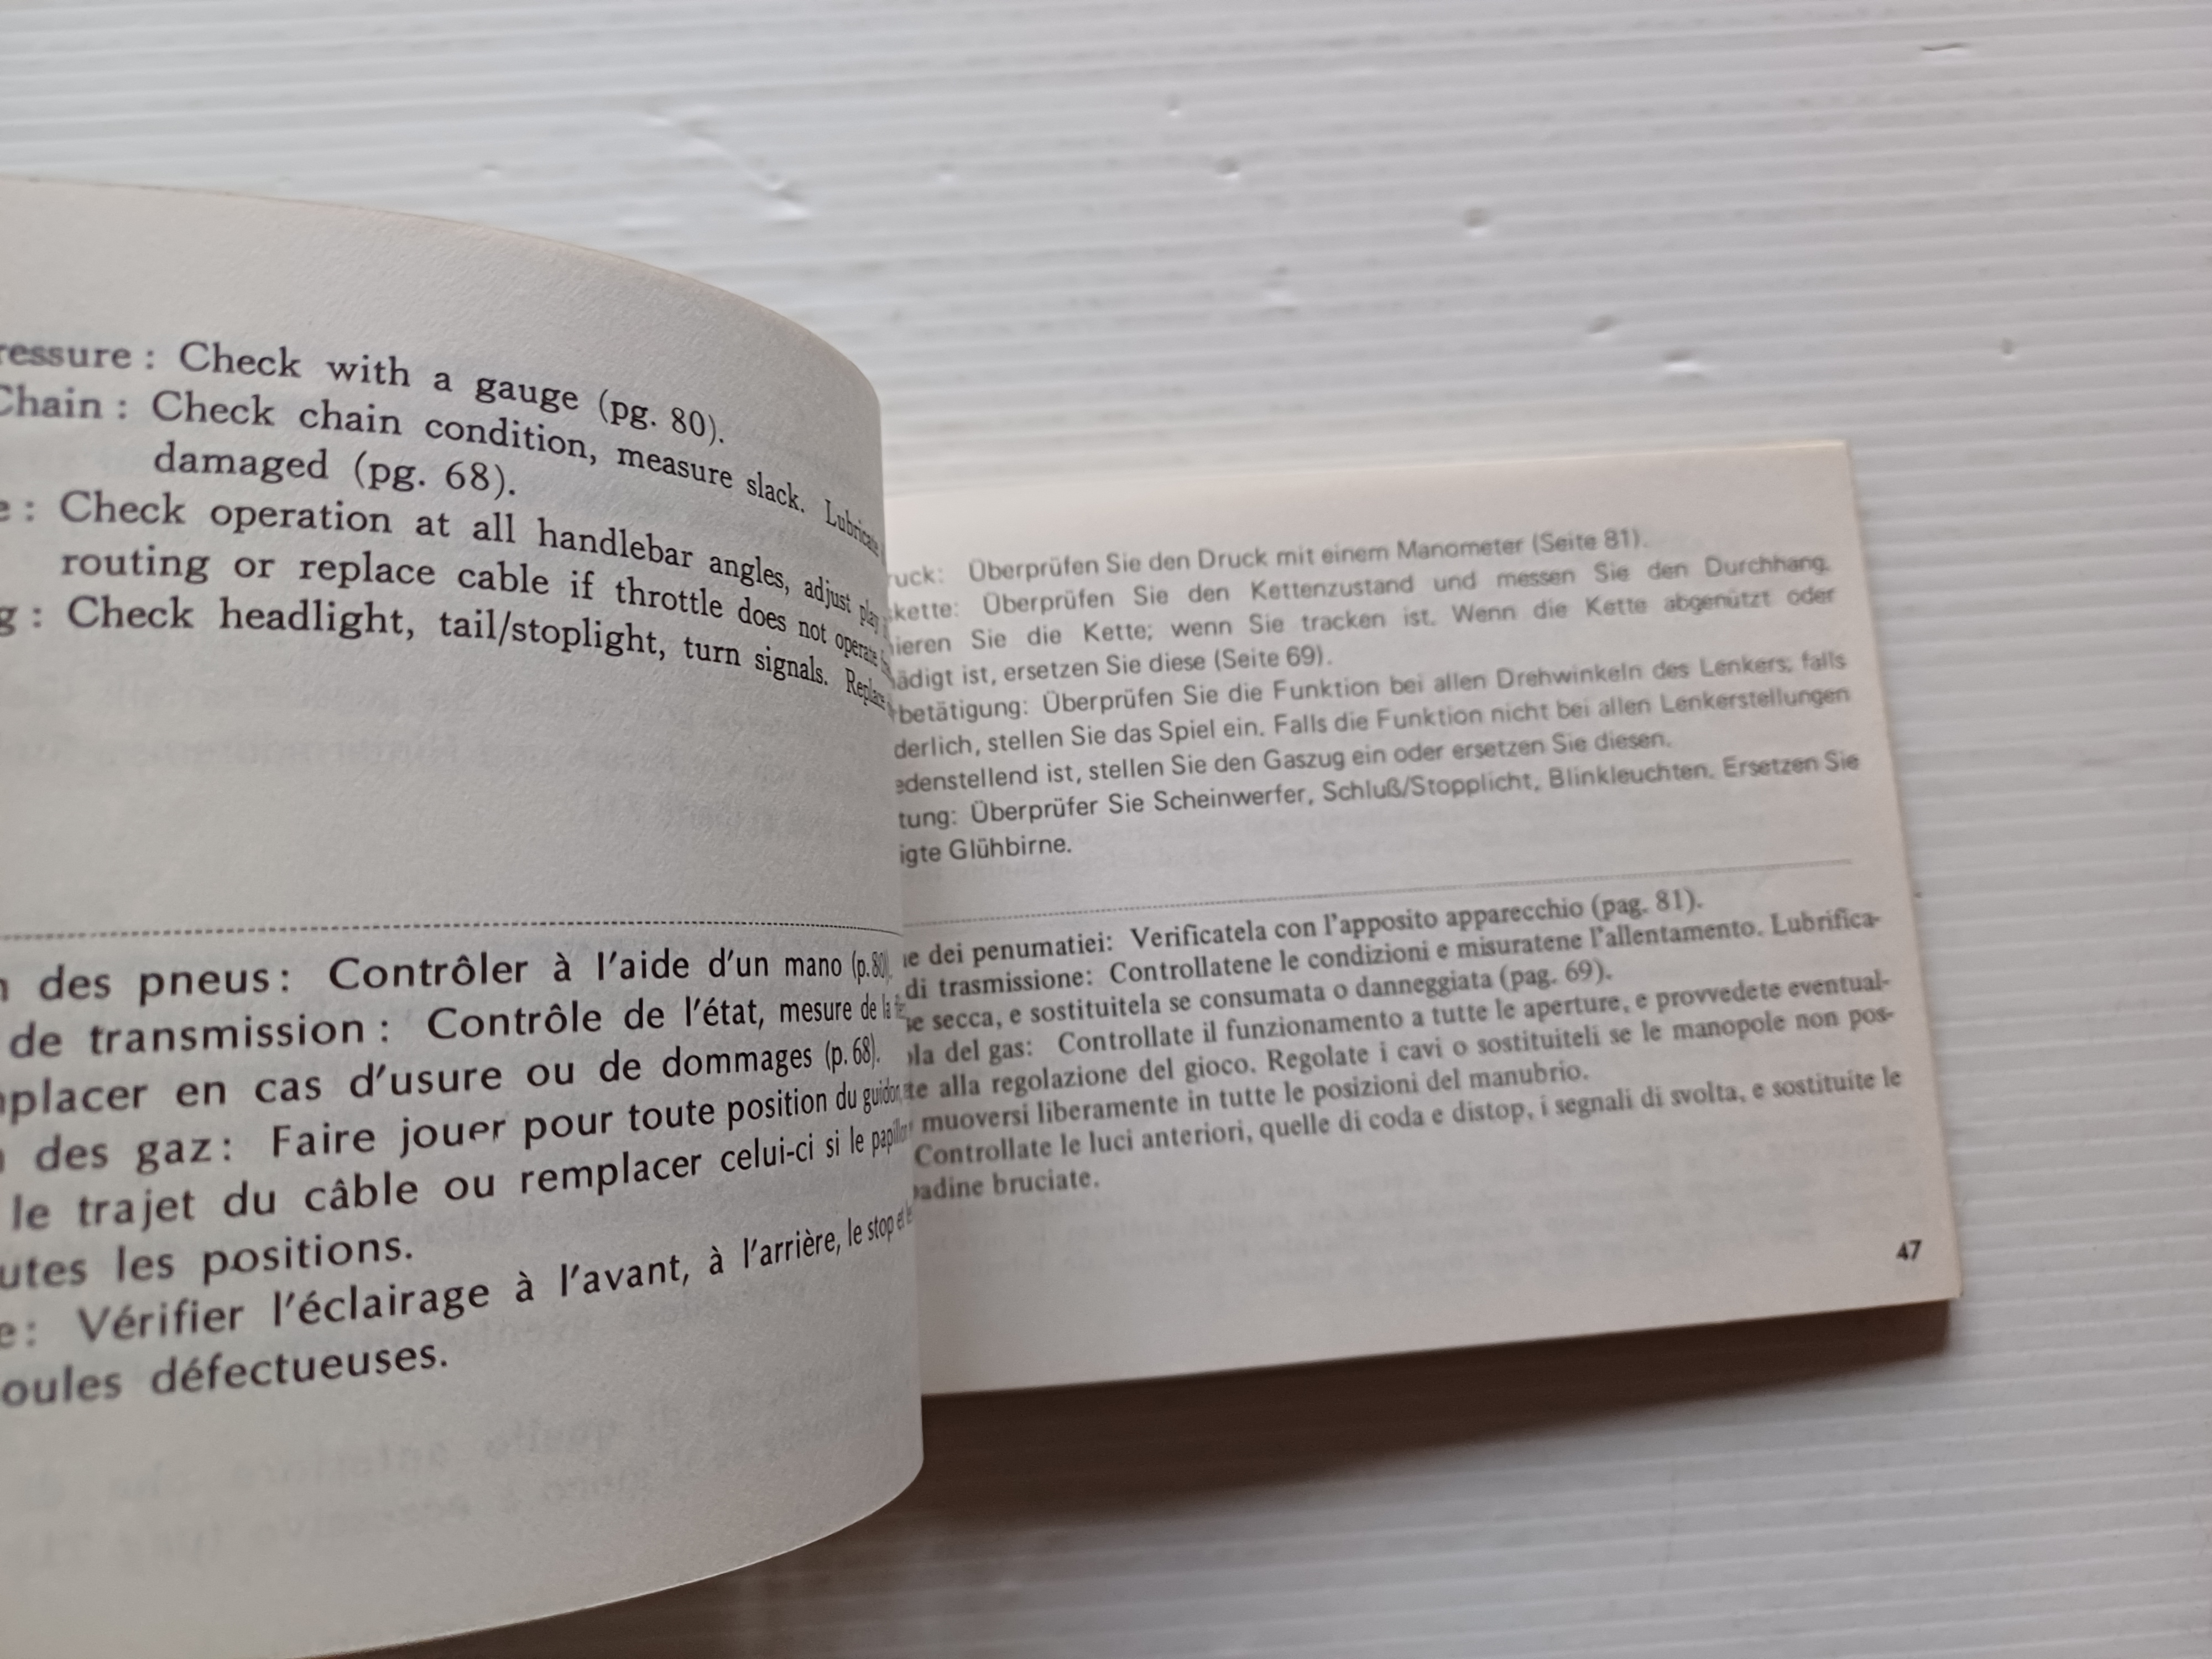 ressure : Check with a gauge (pg. 80).
Chain : Check chain condition, measure slack. Lubricate
damaged (pg. 68).
e : Check operation at all handlebar angles, adjust play
routing or replace cable if throttle does not operate
g : Check headlight, tail/stoplight, turn signals. Replace
n des pneus : Contrôler à l'aide d'un mano (p. 80).
de transmission : Contrôle de l'état, mesure de la
placer en cas d'usure ou de dommages (p. 68).
n des gaz : Faire jouer pour toute position du guidon,
le trajet du câble ou remplacer celui-ci si le papillon
utes les positions.
e : Vérifier l'éclairage à l'avant, à l'arrière, le stop et
oules défectueuses.
ruck: Überprüfen Sie den Druck mit einem Manometer (Seite 81).
kette: Überprüfen Sie den Kettenzustand und messen Sie den Durchhang.
ieren Sie die Kette; wenn Sie tracken ist. Wenn die Kette abgenützt oder
ädigt ist, ersetzen Sie diese (Seite 69).
betätigung: Überprüfen Sie die Funktion bei allen Drehwinkeln des Lenkers; falls
derlich, stellen Sie das Spiel ein. Falls die Funktion nicht bei allen Lenkerstellungen
edenstellend ist, stellen Sie den Gaszug ein oder ersetzen Sie diesen.
tung: Überprüfer Sie Scheinwerfer, Schluß/Stopplicht, Blinkleuchten. Ersetzen Sie
igte Glühbirne.
e dei penumatiei: Verificatela con l'apposito apparecchio (pag. 81).
di trasmissione: Controllatene le condizioni e misuratene l'allentamento. Lubrifica-
e secca, e sostituitela se consumata o danneggiata (pag. 69).
la del gas: Controllate il funzionamento a tutte le aperture, e provvedete eventual-
te alla regolazione del gioco. Regolate i cavi o sostituiteli se le manopole non pos-
muoversi liberamente in tutte le posizioni del manubrio.
Controllate le luci anteriori, quelle di coda e distop, i segnali di svolta, e sostituite le
adine bruciate.
47